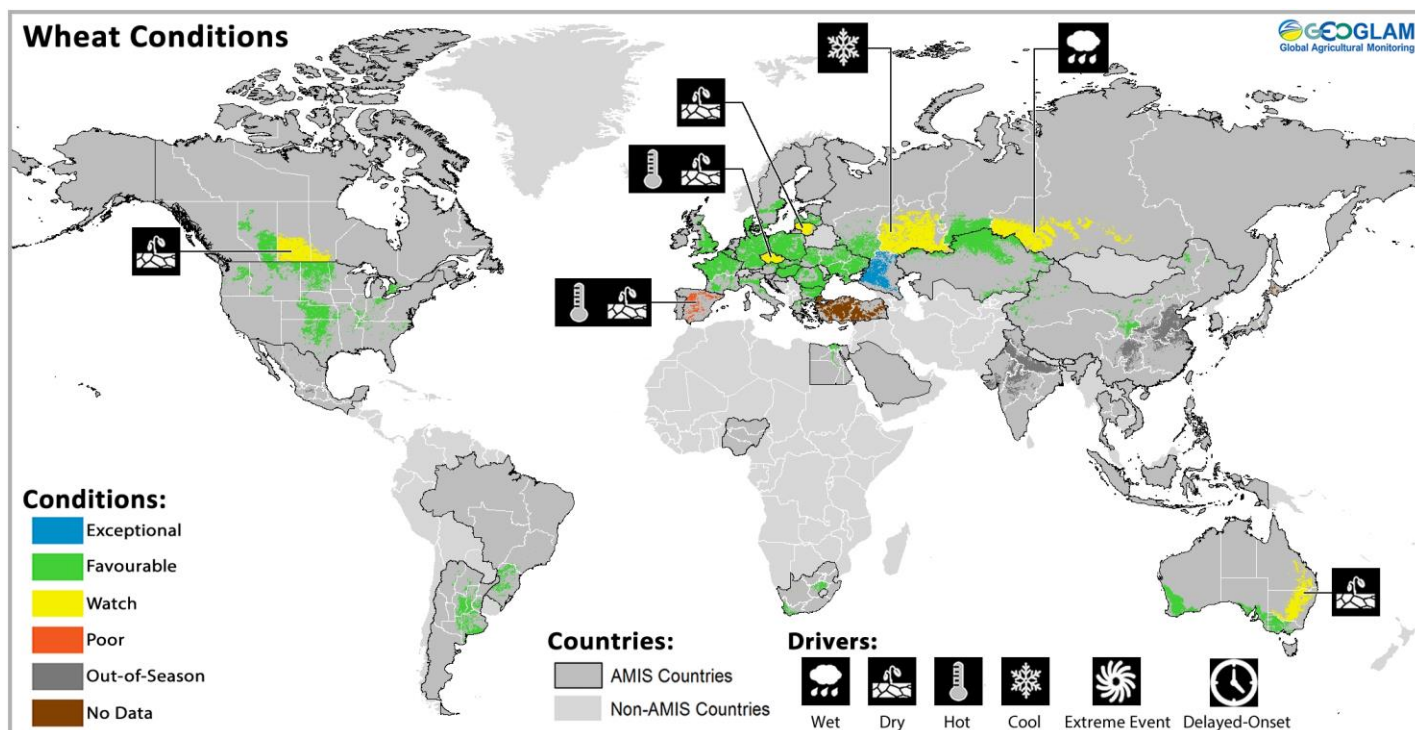 Wheat Conditions
GEOGLAM
Global Agricultural Monitoring
Conditions:
Exceptional
Favourable
Watch
Poor
Out-of-Season
No Data
Countries:
AMIS Countries
Non-AMIS Countries
Drivers:
Wet
Dry
Hot
Cool
Extreme Event
Delayed-Onset